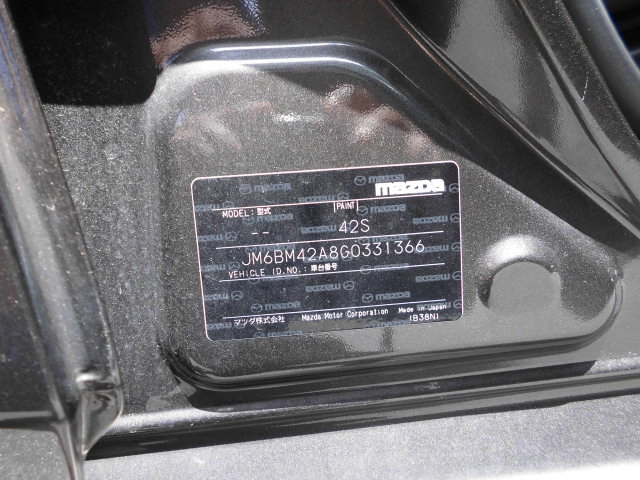 mazda
MODEL: 型式 PAINT
-- 42S
JM6BM42A8G0331366
VEHICLE ID.NO.: 車台番号
マツダ株式会社 Mazda Motor Corporation Made in Japan
(B38N)